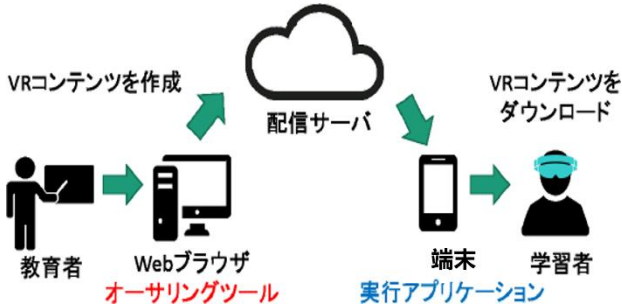 VRコンテンツを作成
配信サーバ
VRコンテンツを
ダウンロード
教育者
Webブラウザ
オーサリングツール
端末
実行アプリケーション
学習者